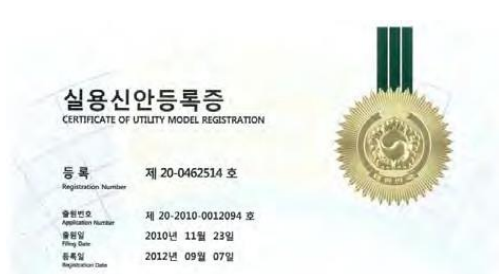 실용신안등록증
CERTIFICATE OF UTILITY MODEL REGISTRATION
등 록 제 20-0462514 호
Registration Number
출원번호 제 20-2010-0012094 호
Application Number
출원일 2010년 11월 23일
Filing Date
등록일 2012년 09월 07일
Registration Date